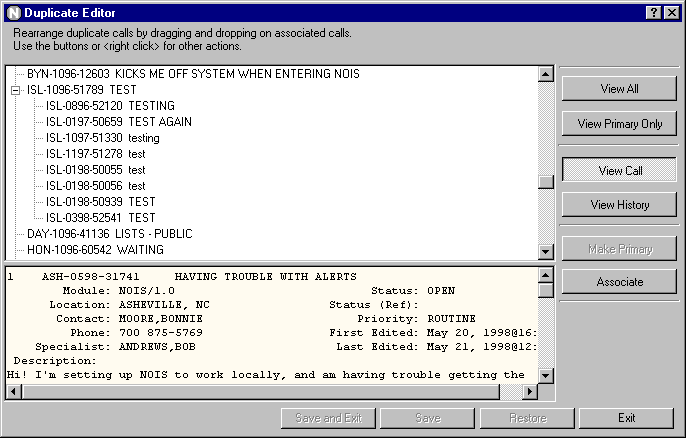 N Duplicate Editor
Rearrange duplicate calls by dragging and dropping on associated calls.
Use the buttons or <right click> for other actions.
BYN-1096-12603 KICKS ME OFF SYSTEM WHEN ENTERING NOIS
ISL-1096-51789 TEST
ISL-0896-52120 TESTING
ISL-0197-50659 TEST AGAIN
ISL-1097-51330 testing
ISL-1197-51278 test
ISL-0198-50055 test
ISL-0198-50056 test
ISL-0198-50939 TEST
ISL-0398-52541 TEST
DAY-1096-41136 LISTS - PUBLIC
HON-1096-60542 WAITING
View All
View Primary Only
View Call
View History
Make Primary
Associate
1 ASH-0598-31741 HAVING TROUBLE WITH ALERTS
Module: NOIS/1.0 Status: OPEN
Location: ASHEVILLE, NC Status (Ref):
Contact: MOORE,BONNIE Priority: ROUTINE
Phone: 700 875-5769 First Edited: May 20, 1998@16:
Specialist: ANDREWS,BOB Last Edited: May 21, 1998@12:
Description:
Hi! I'm setting up NOIS to work locally, and am having trouble getting the
Save and Exit Save Restore Exit